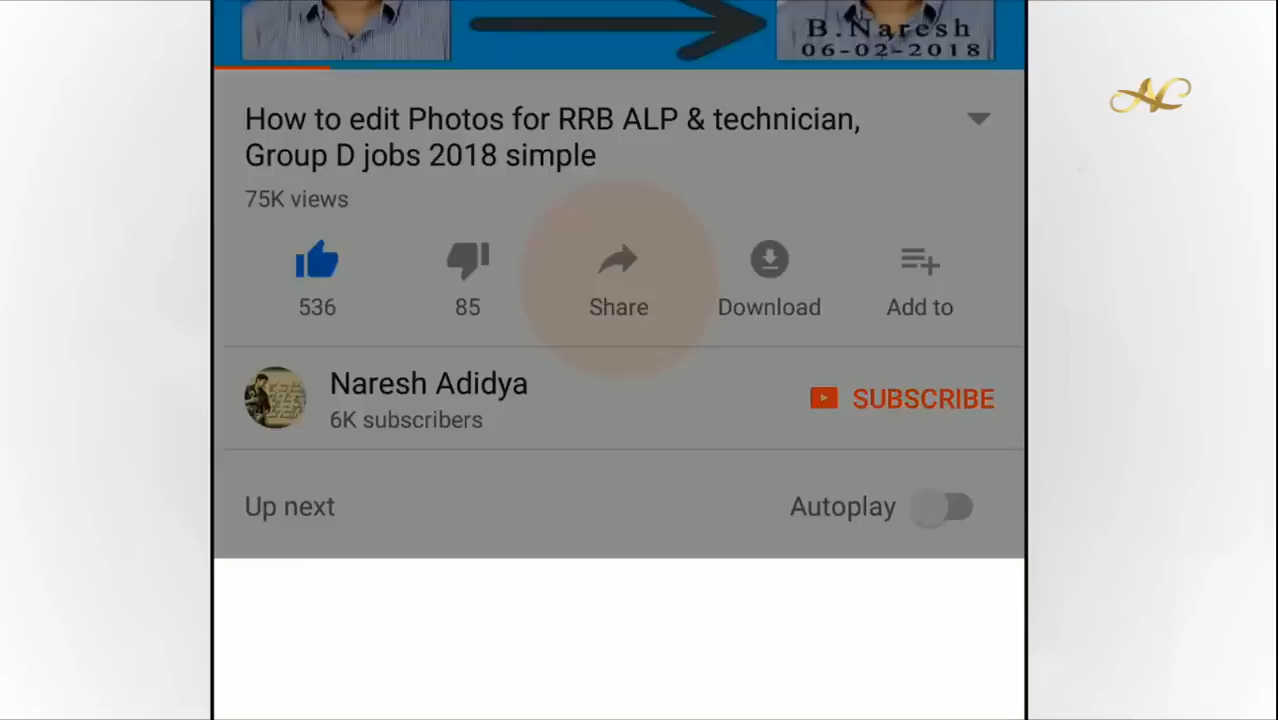 B.Naresh
06-02-2018
How to edit Photos for RRB ALP & technician,
Group D jobs 2018 simple
75K views
536
85
Share
Download
Add to
Naresh Adidya
6K subscribers
SUBSCRIBE
Up next
Autoplay